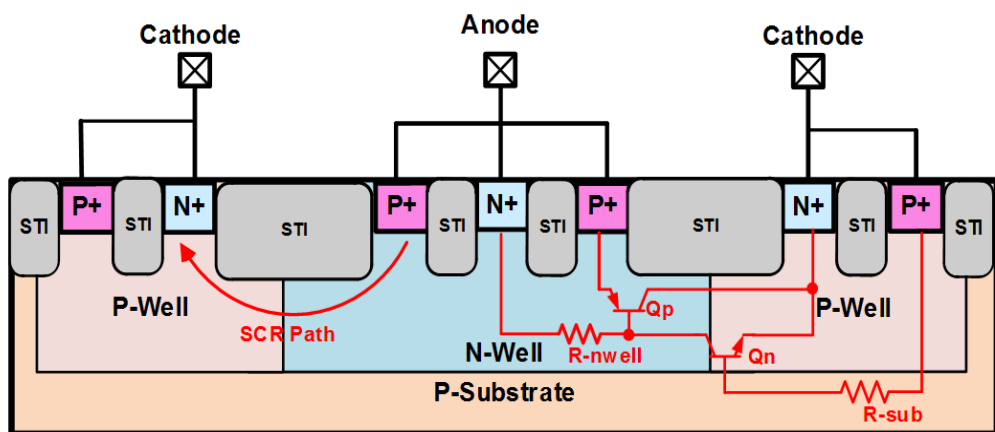 Cathode
Anode
Cathode
STI
P+
STI
N+
STI
P+
STI
N+
STI
P+
STI
N+
STI
P+
STI
P-Well
SCR Path
N-Well
R-nwell
Qp
P-Well
Qn
P-Substrate
R-sub